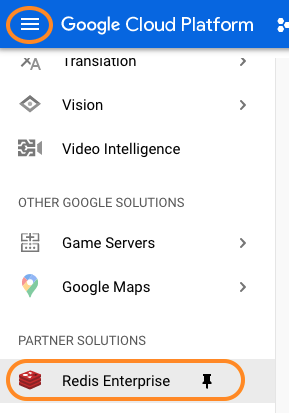 Google Cloud Platform
Translation
Vision
Video Intelligence
OTHER GOOGLE SOLUTIONS
Game Servers
Google Maps
PARTNER SOLUTIONS
Redis Enterprise